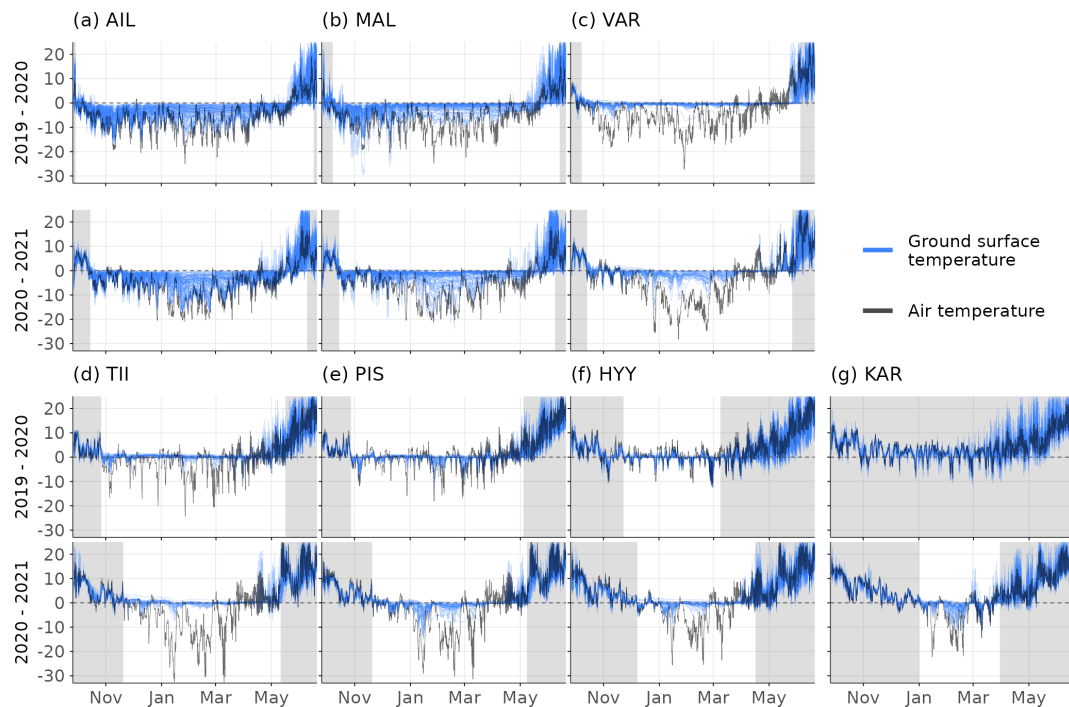 (a) AIL (b) MAL (c) VAR
2019 - 2020
20
10
0
-10
-20
-30
2020 - 2021
20
10
0
-10
-20
-30
Ground surface
temperature
Air temperature
(d) TII (e) PIS (f) HYY (g) KAR
2019 - 2020
20
10
0
-10
-20
-30
2020 - 2021
20
10
0
-10
-20
-30
Nov Jan Mar May Nov Jan Mar May Nov Jan Mar May Nov Jan Mar May